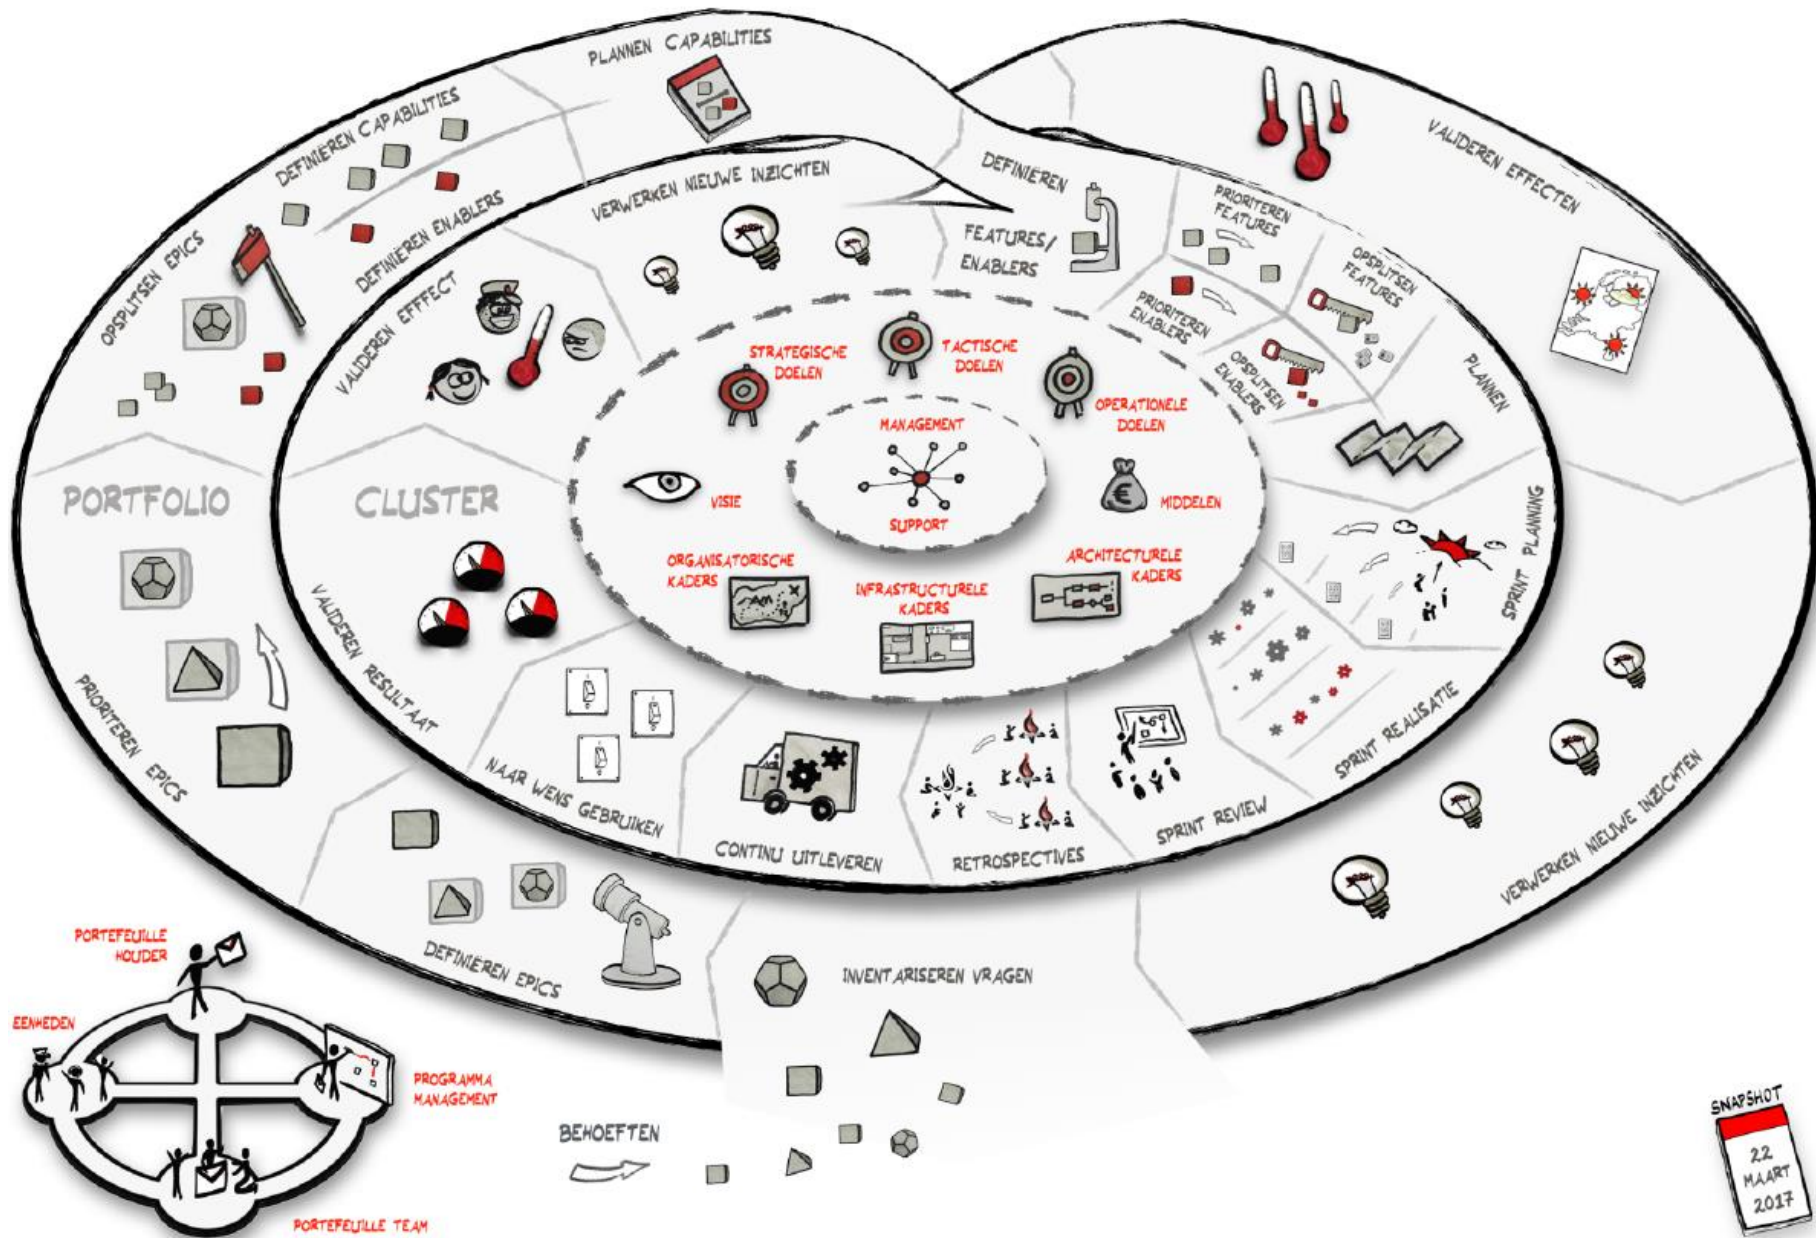 PLANNEN CAPABILITIES
DEFINIËREN CAPABILITIES
DEFINIËREN ENABLERS
OPSPLITSEN EPICS
PORTFOLIO
PRIORITEREN EPICS
DEFINIEREN EPICS
INVENTARISEREN VRAGEN
BEHOEFTEN
VALIDEREN EFFECTEN
VERWERKEN NIEUWE INZICHTEN
VERWERKEN NIEUWE INZICHTEN
VALIDEREN EFFECT
CLUSTER
VALIDEREN RESULTAAT
NAAR WENS GEBRUIKEN
CONTINU UITLEVEREN
RETROSPECTIVES
SPRINT REVIEW
SPRINT REALISATIE
SPRINT PLANNING
PLANNEN
DEFINIËREN
FEATURES/
ENABLERS
PRIORITEREN
FEATURES
OPSPLITSEN
FEATURES
PRIORITEREN
ENABLERS
OPSPLITSEN
ENABLERS
STRATEGISCHE
DOELEN
TACTISCHE
DOELEN
OPERATIONELE
DOELEN
MANAGEMENT
SUPPORT
VISIE
€
MIDDELEN
ORGANISATORISCHE
KADERS
INFRASTRUCTURELE
KADERS
ARCHITECTURELE
KADERS
PORTEFEUILLE
HOUDER
EENHEDEN
PROGRAMMA
MANAGEMENT
PORTEFEUILLE TEAM
SNAPSHOT
22
MAART
2017